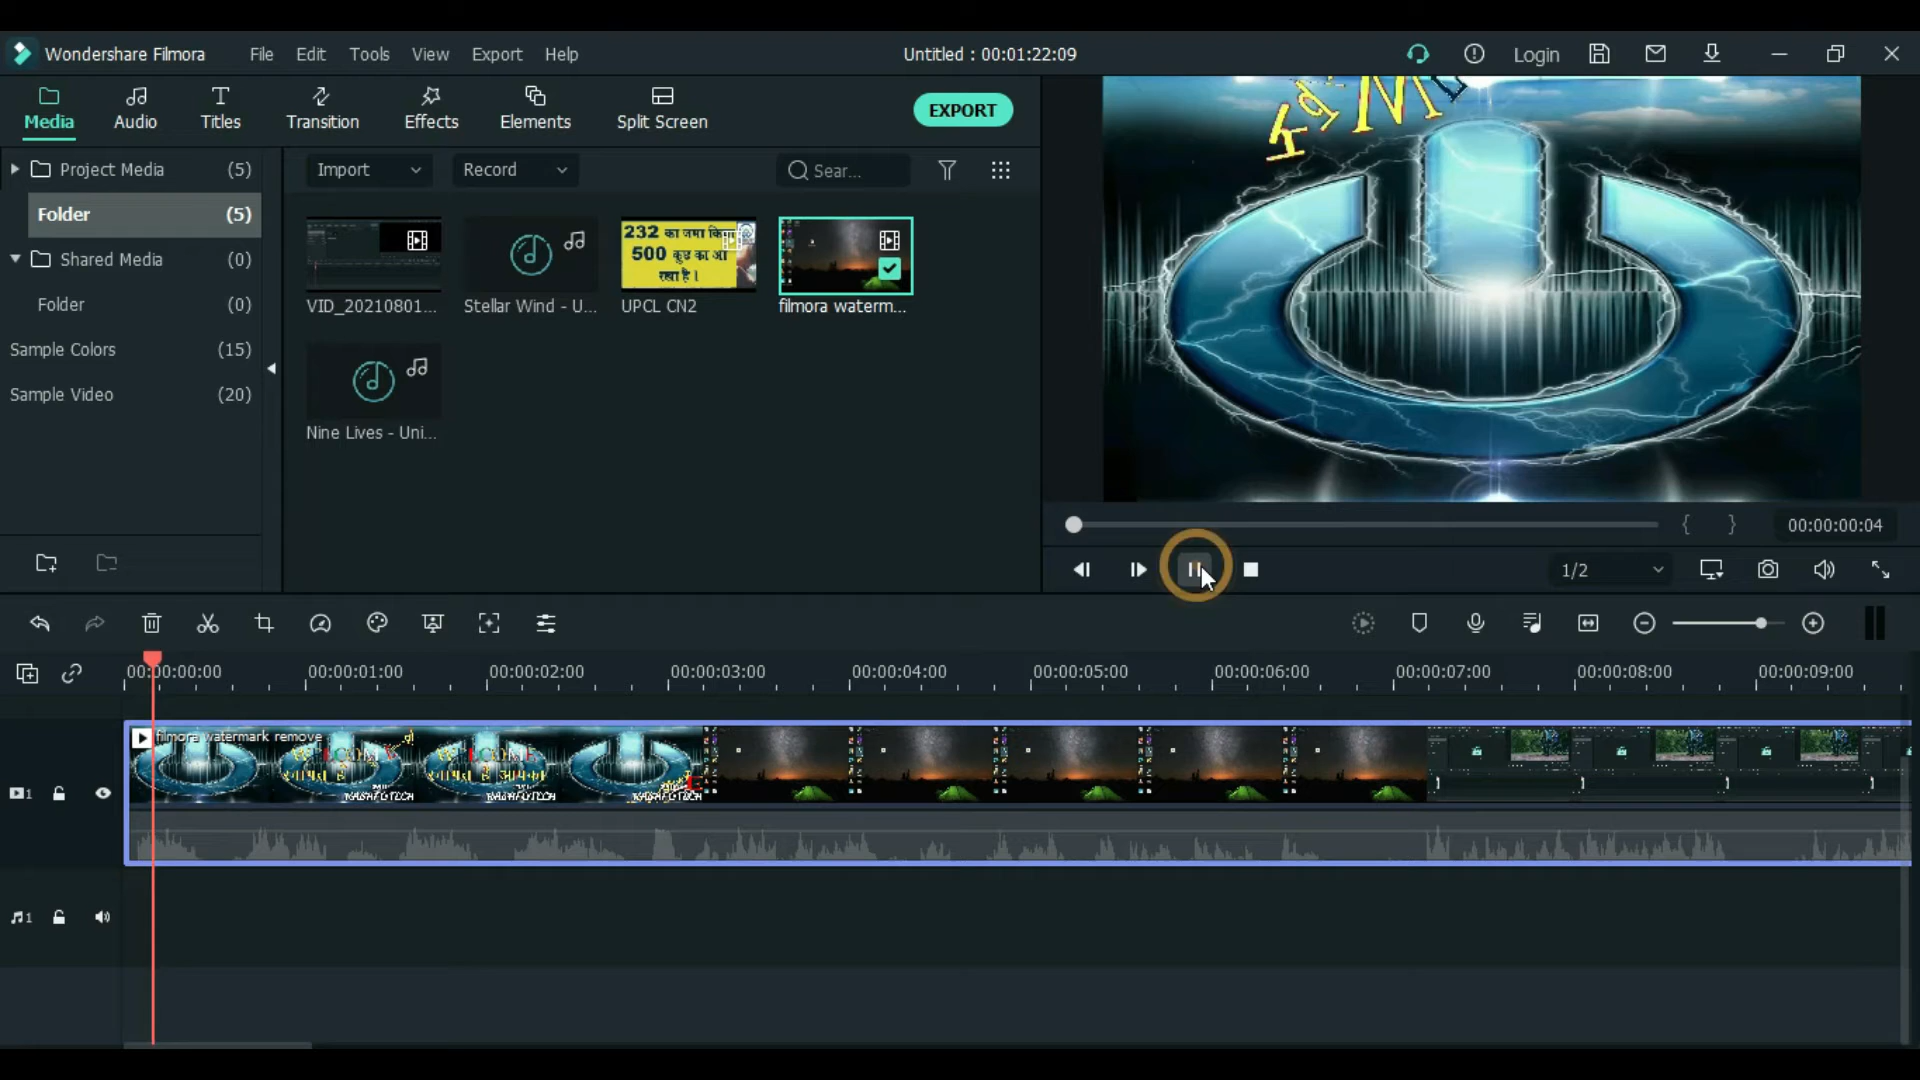 Wondershare Filmora
File
Edit
Tools
View
Export
Help
Untitled : 00:01:22:09
Login
Media
Audio
Titles
Transition
Effects
Elements
Split Screen
EXPORT
Project Media (5)
Folder (5)
Shared Media (0)
Folder (0)
Sample Colors (15)
Sample Video (20)
Import
Record
Sear...
232 का जमा किया
500 कुछ का आ
रखा है।
VID_20210801...
Stellar Wind - U...
UPCL CN2
filmora waterm...
Nine Lives - Uni...
00:00:00:04
1/2
00:00:00:00
00:00:01:00
00:00:02:00
00:00:03:00
00:00:04:00
00:00:05:00
00:00:06:00
00:00:07:00
00:00:08:00
00:00:09:00
filmora watermark remove
1
1